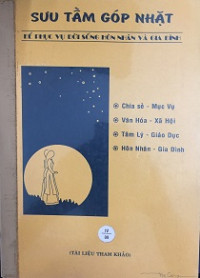 SƯU TẦM GÓP NHẶT
ĐỂ PHỤC VỤ ĐỜI SỐNG HÔN NHÂN VÀ GIA ĐÌNH
Chia sẻ - Mục Vụ
Văn Hóa - Xã Hội
Tâm Lý - Giáo Dục
Hôn Nhân - Gia Đình
(TÀI LIỆU THAM KHẢO)